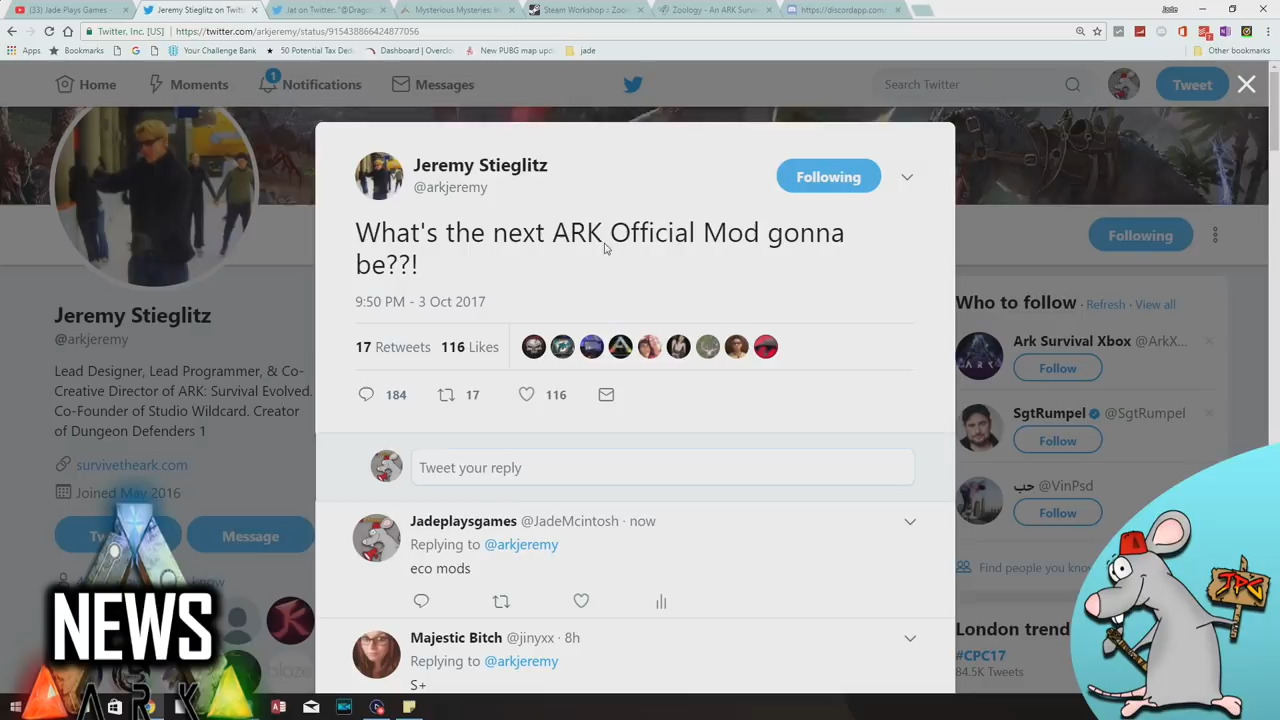 (33) Jade Plays Games -
Jeremy Stieglitz on Twitt
Jat on Twitter: "@Drago
Mysterious Mysteries: In
Steam Workshop :: Zoo
Zoology - An ARK Surviv
https://discordapp.com/
Twitter, Inc. [US] https://twitter.com/arkjeremy/status/915438866424877056
Apps Bookmarks Your Challenge Bank 50 Potential Tax Ded Dashboard | Overclo New PUBG map upd jade Other bookmarks
Home Moments 1 Notifications Messages Search Twitter Tweet
Jeremy Stieglitz
@arkjeremy
Following
What's the next ARK Official Mod gonna
be??!
9:50 PM - 3 Oct 2017
17 Retweets 116 Likes
184 17 116
Tweet your reply
Jadeplaysgames @JadeMcintosh · now
Replying to @arkjeremy
eco mods
Majestic Bitch @jinyxx · 8h
Replying to @arkjeremy
S+
Jeremy Stieglitz
@arkjeremy
Lead Designer, Lead Programmer, & Co-
Creative Director of ARK: Survival Evolved.
Co-Founder of Studio Wildcard. Creator
of Dungeon Defenders 1
survivetheark.com
Joined May 2016
Message
know
Following
Who to follow · Refresh · View all
Ark Survival Xbox @ArkX...
Follow
SgtRumpel @SgtRumpel
Follow
حب @VinPsd
Follow
Find people you know
London trend
#CPC17
84.5K Tweets
NEWS
ARK
JPG